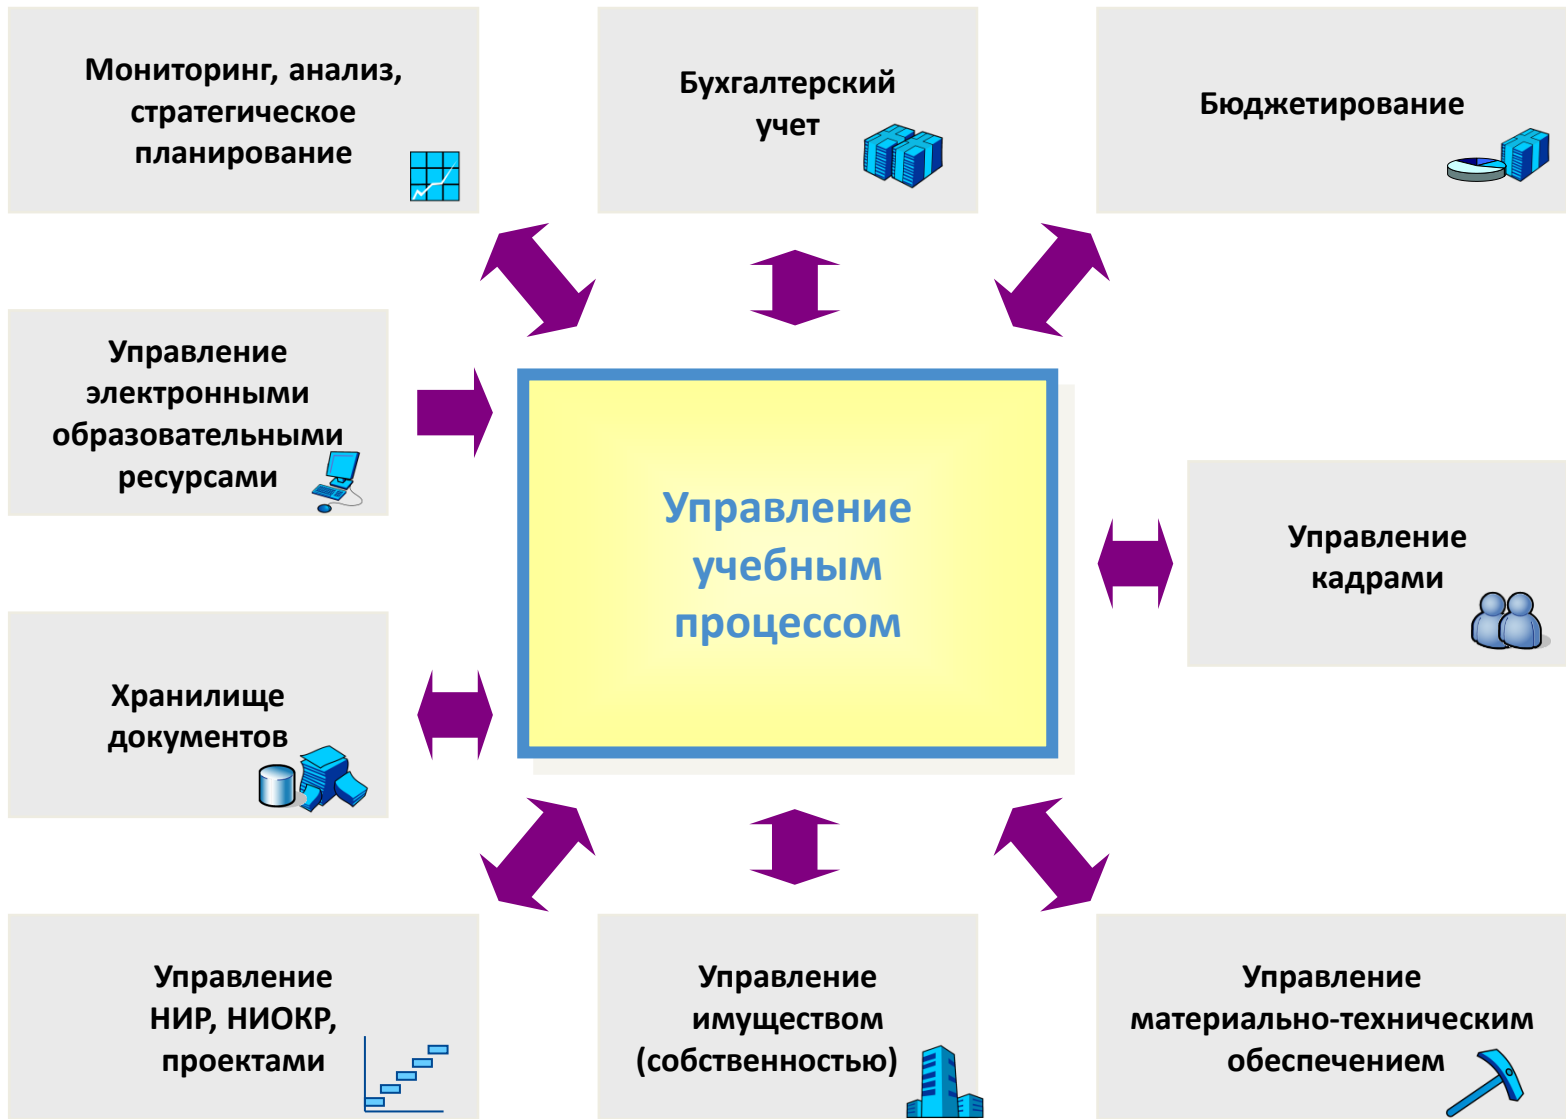 Мониторинг, анализ,
стратегическое
планирование
Бухгалтерский
учет
Бюджетирование
Управление
электронными
образовательными
ресурсами
Управление
учебным
процессом
Управление
кадрами
Хранилище
документов
Управление
НИР, НИОКР,
проектами
Управление
имуществом
(собственностью)
Управление
материально-техническим
обеспечением